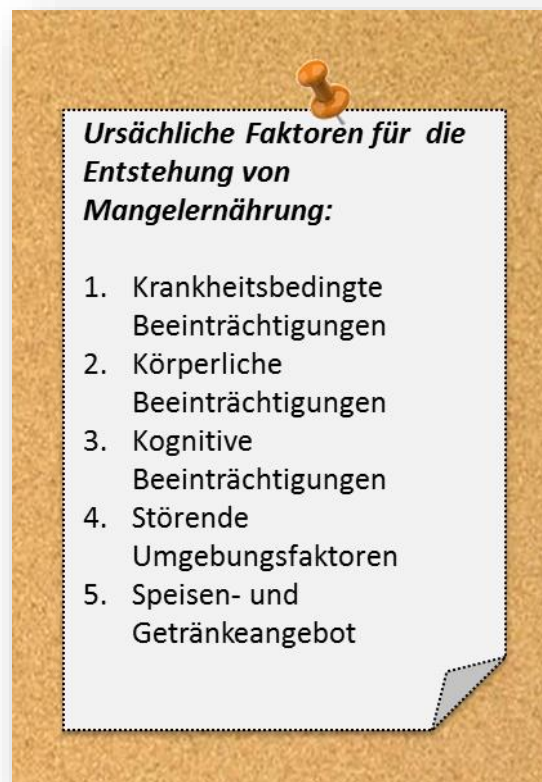 Ursächliche Faktoren für die
Entstehung von
Mangelernährung:
1. Krankheitsbedingte
Beeinträchtigungen
2. Körperliche
Beeinträchtigungen
3. Kognitive
Beeinträchtigungen
4. Störende
Umgebungsfaktoren
5. Speisen- und
Getränkeangebot